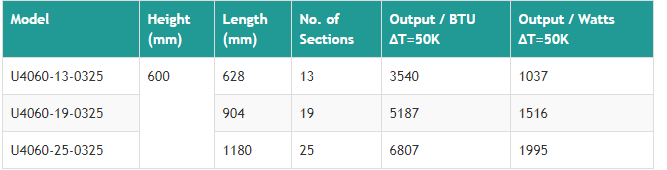 Model Height (mm) Length (mm) No. of Sections Output / BTU ΔT=50K Output / Watts ΔT=50K
U4060-13-0325 600 628 13 3540 1037
U4060-19-0325 904 19 5187 1516
U4060-25-0325 1180 25 6807 1995